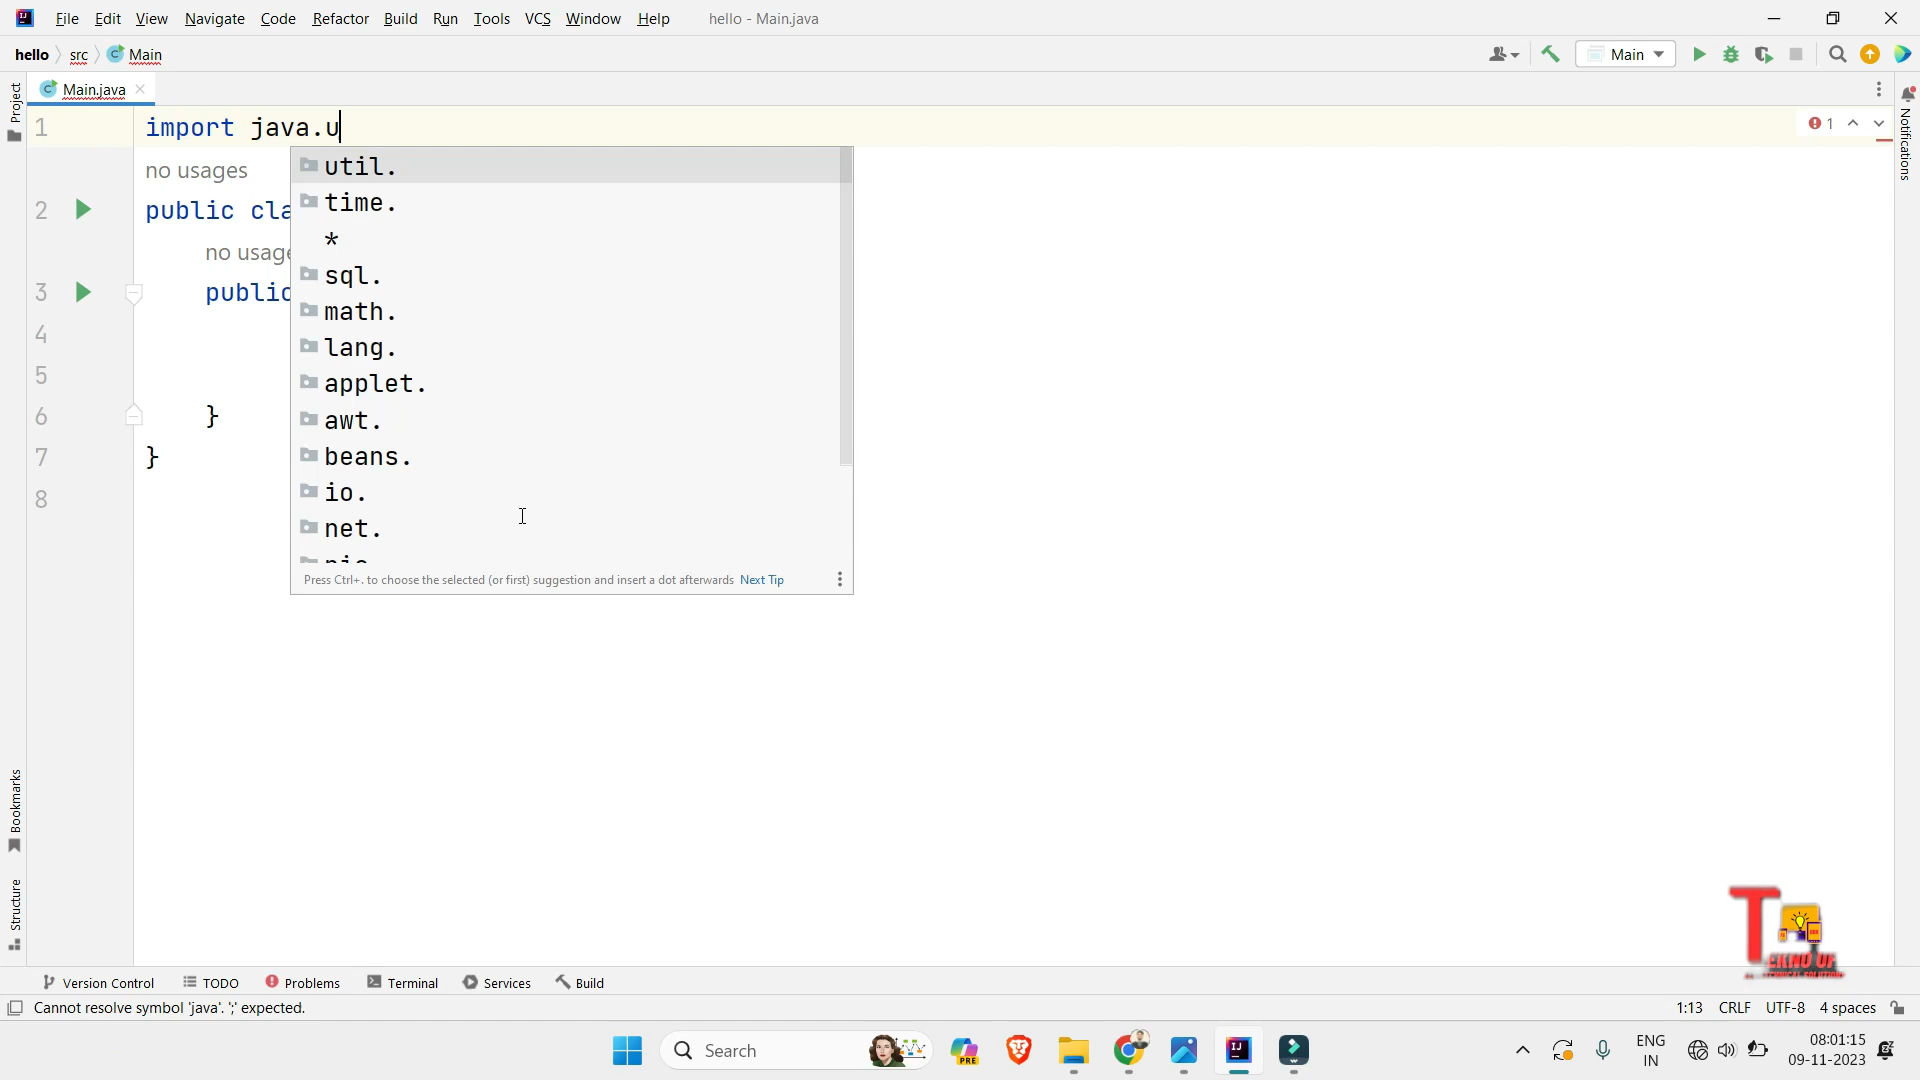 File Edit View Navigate Code Refactor Build Run Tools VCS Window Help hello - Main.java
hello src Main
Main
Project
Main.java
Notifications
1 import java.u
1
no usages
util.
time.
*
sql.
math.
lang.
applet.
awt.
beans.
io.
net.
Press Ctrl+. to choose the selected (or first) suggestion and insert a dot afterwards Next Tip
2 public cla
no usage
3 public
4
5
6 }
7 }
8
Bookmarks
Structure
Version Control TODO Problems Terminal Services Build
Cannot resolve symbol 'java'. ';' expected.
1:13 CRLF UTF-8 4 spaces
Search
PRE
ENG
IN
08:01:15
09-11-2023